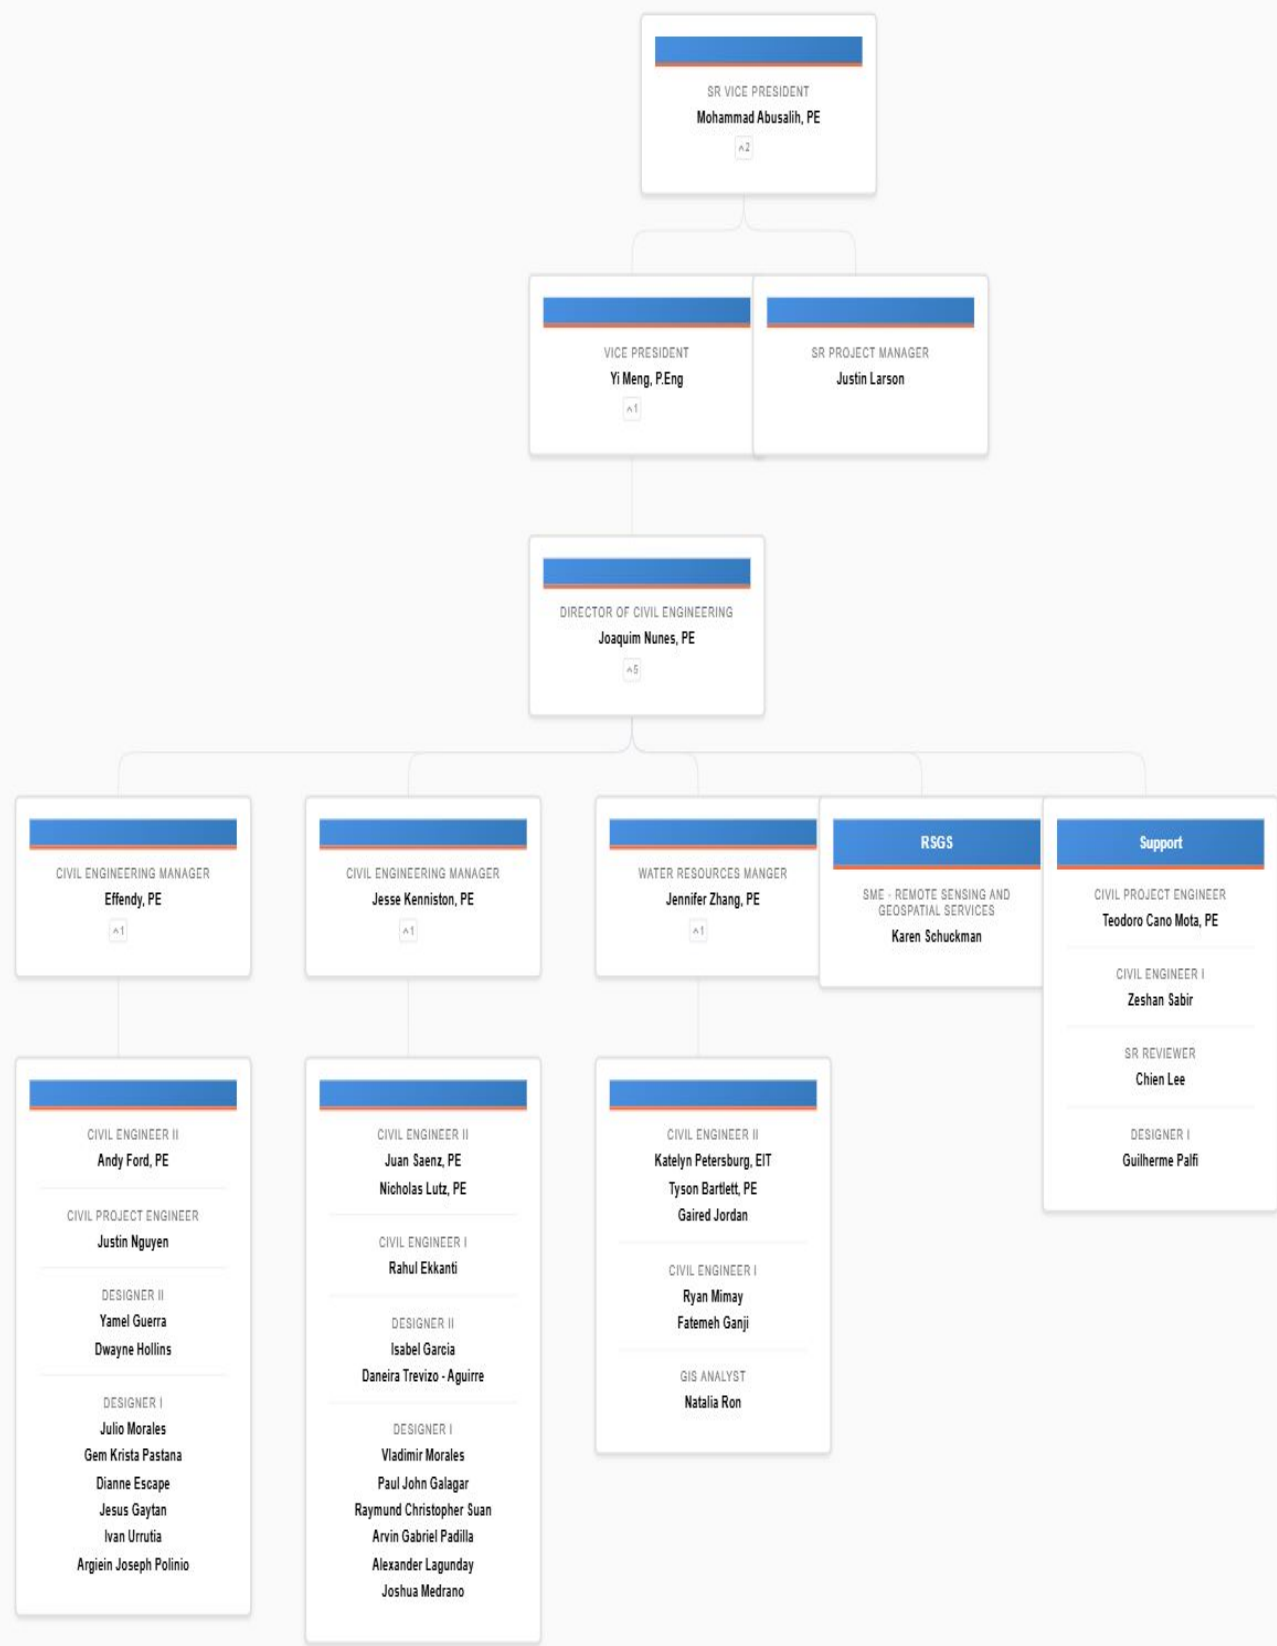 SR VICE PRESIDENT
Mohammad Abusalih, PE
^2
VICE PRESIDENT
Yi Meng, P.Eng
^1
SR PROJECT MANAGER
Justin Larson
DIRECTOR OF CIVIL ENGINEERING
Joaquim Nunes, PE
^5
CIVIL ENGINEERING MANAGER
Effendy, PE
^1
CIVIL ENGINEERING MANAGER
Jesse Kenniston, PE
^1
WATER RESOURCES MANGER
Jennifer Zhang, PE
^1
RSGS
SME - REMOTE SENSING AND
GEOSPATIAL SERVICES
Karen Schuckman
Support
CIVIL PROJECT ENGINEER
Teodoro Cano Mota, PE
CIVIL ENGINEER I
Zeshan Sabir
SR REVIEWER
Chien Lee
DESIGNER I
Guilherme Palfi
CIVIL ENGINEER II
Andy Ford, PE
CIVIL PROJECT ENGINEER
Justin Nguyen
DESIGNER II
Yamel Guerra
Dwayne Hollins
DESIGNER I
Julio Morales
Gem Krista Pastana
Dianne Escape
Jesus Gaytan
Ivan Urrutia
Argiein Joseph Polinio
CIVIL ENGINEER II
Juan Saenz, PE
Nicholas Lutz, PE
CIVIL ENGINEER I
Rahul Ekkanti
DESIGNER II
Isabel Garcia
Daneira Trevizo - Aguirre
DESIGNER I
Vladimir Morales
Paul John Galagar
Raymund Christopher Suan
Arvin Gabriel Padilla
Alexander Lagunday
Joshua Medrano
CIVIL ENGINEER II
Katelyn Petersburg, EIT
Tyson Bartlett, PE
Gaired Jordan
CIVIL ENGINEER I
Ryan Mimay
Fatemeh Ganji
GIS ANALYST
Natalia Ron